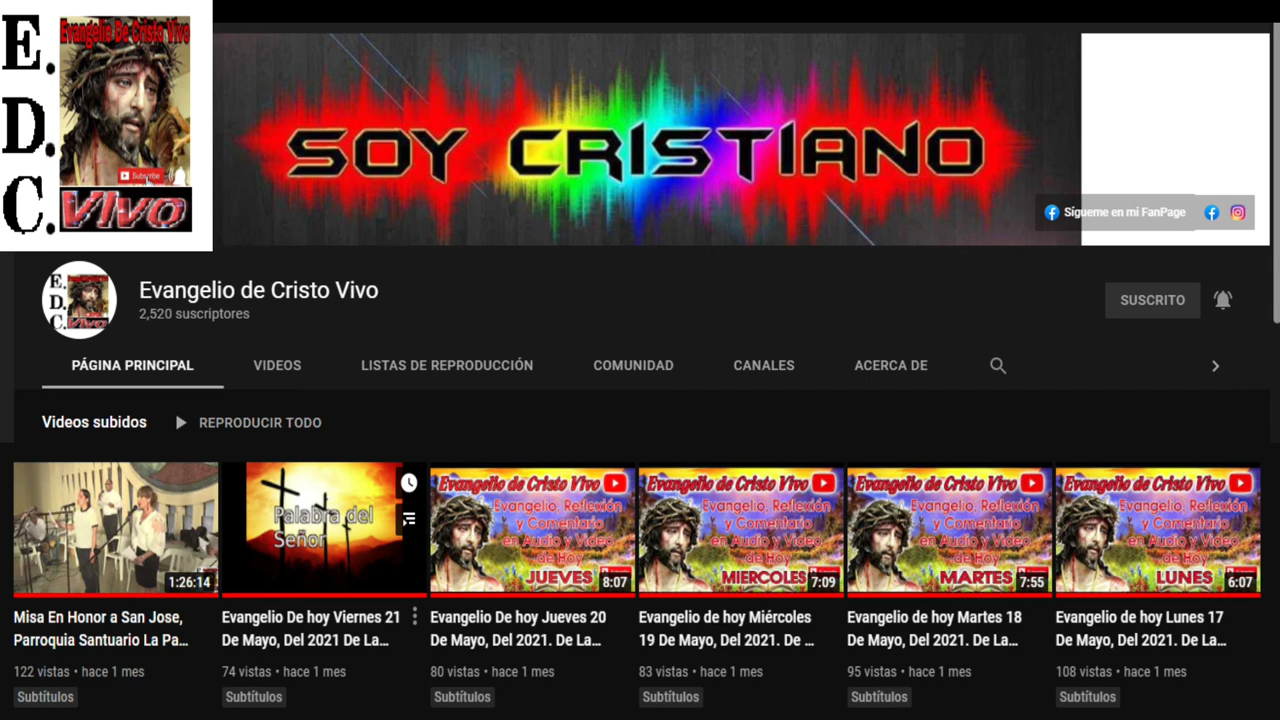 E.
D.
C.
Evangelio De Cristo Vivo
Subscribe
Vivo
SOY CRISTIANO
Sígueme en mi FanPage
E.
D.
C.
Vivo
Evangelio de Cristo Vivo
2,520 suscriptores
SUSCRITO
PÁGINA PRINCIPAL VIDEOS LISTAS DE REPRODUCCIÓN COMUNIDAD CANALES ACERCA DE
Videos subidos REPRODUCIR TODO
1:26:14
Misa En Honor a San Jose,
Parroquia Santuario La Pa...
122 vistas • hace 1 mes
Subtítulos
Palabra del
Señor
Evangelio De hoy Viernes 21
De Mayo, Del 2021 De La...
74 vistas • hace 1 mes
Subtítulos
Evangelio de Cristo Vivo
Evangelio, Reflexión
y Comentario
en Audio y Video
de Hoy
JUEVES 8:07
Evangelio De hoy Jueves 20
De Mayo, Del 2021. De La...
80 vistas • hace 1 mes
Subtítulos
Evangelio de Cristo Vivo
Evangelio, Reflexión
y Comentario
en Audio y Video
de Hoy
MIERCOLES 7:09
Evangelio de hoy Miércoles
19 De Mayo, Del 2021. De ...
83 vistas • hace 1 mes
Subtítulos
Evangelio de Cristo Vivo
Evangelio, Reflexión
y Comentario
en Audio y Video
de Hoy
MARTES 7:55
Evangelio de hoy Martes 18
De Mayo, Del 2021. De La...
95 vistas • hace 1 mes
Subtítulos
Evangelio de Cristo Vivo
Evangelio, Reflexión
y Comentario
en Audio y Video
de Hoy
LUNES 6:07
Evangelio de hoy Lunes 17
De Mayo, Del 2021. De La...
108 vistas • hace 1 mes
Subtítulos